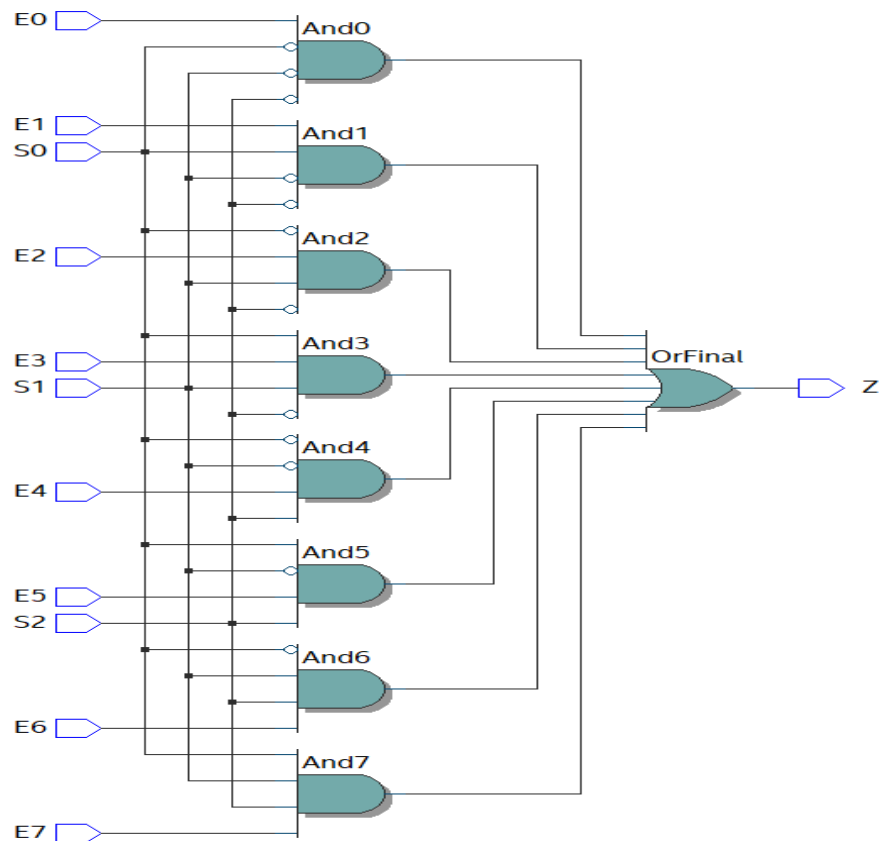 E0
And0
E1
And1
S0
And2
E2
And3
E3
OrFinal
S1
Z
And4
E4
And5
E5
S2
And6
E6
And7
E7